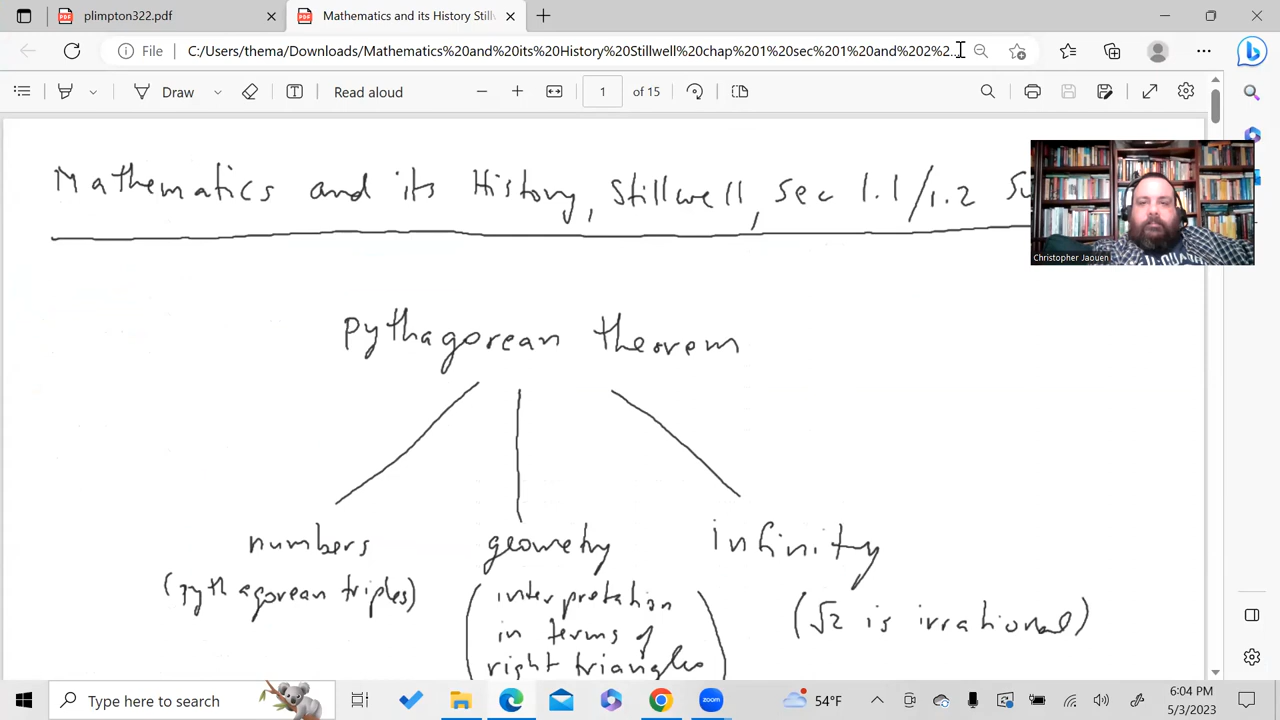 plimpton322.pdf
Mathematics and its History Still
File
C:/Users/thema/Downloads/Mathematics%20and%20its%20History%20Stillwell%20chap%201%20sec%201%20and%202%2...
Draw
Read aloud
1 of 15
Mathematics and its History, Stillwell, Sec 1.1/1.2
Christopher Jaouen
Pythagorean theorem
numbers geometry infinity
(pythagorean triples) (interpretation (√2 is irrational)
in terms of
right triangles
Type here to search
zoom
54°F
6:04 PM
5/3/2023